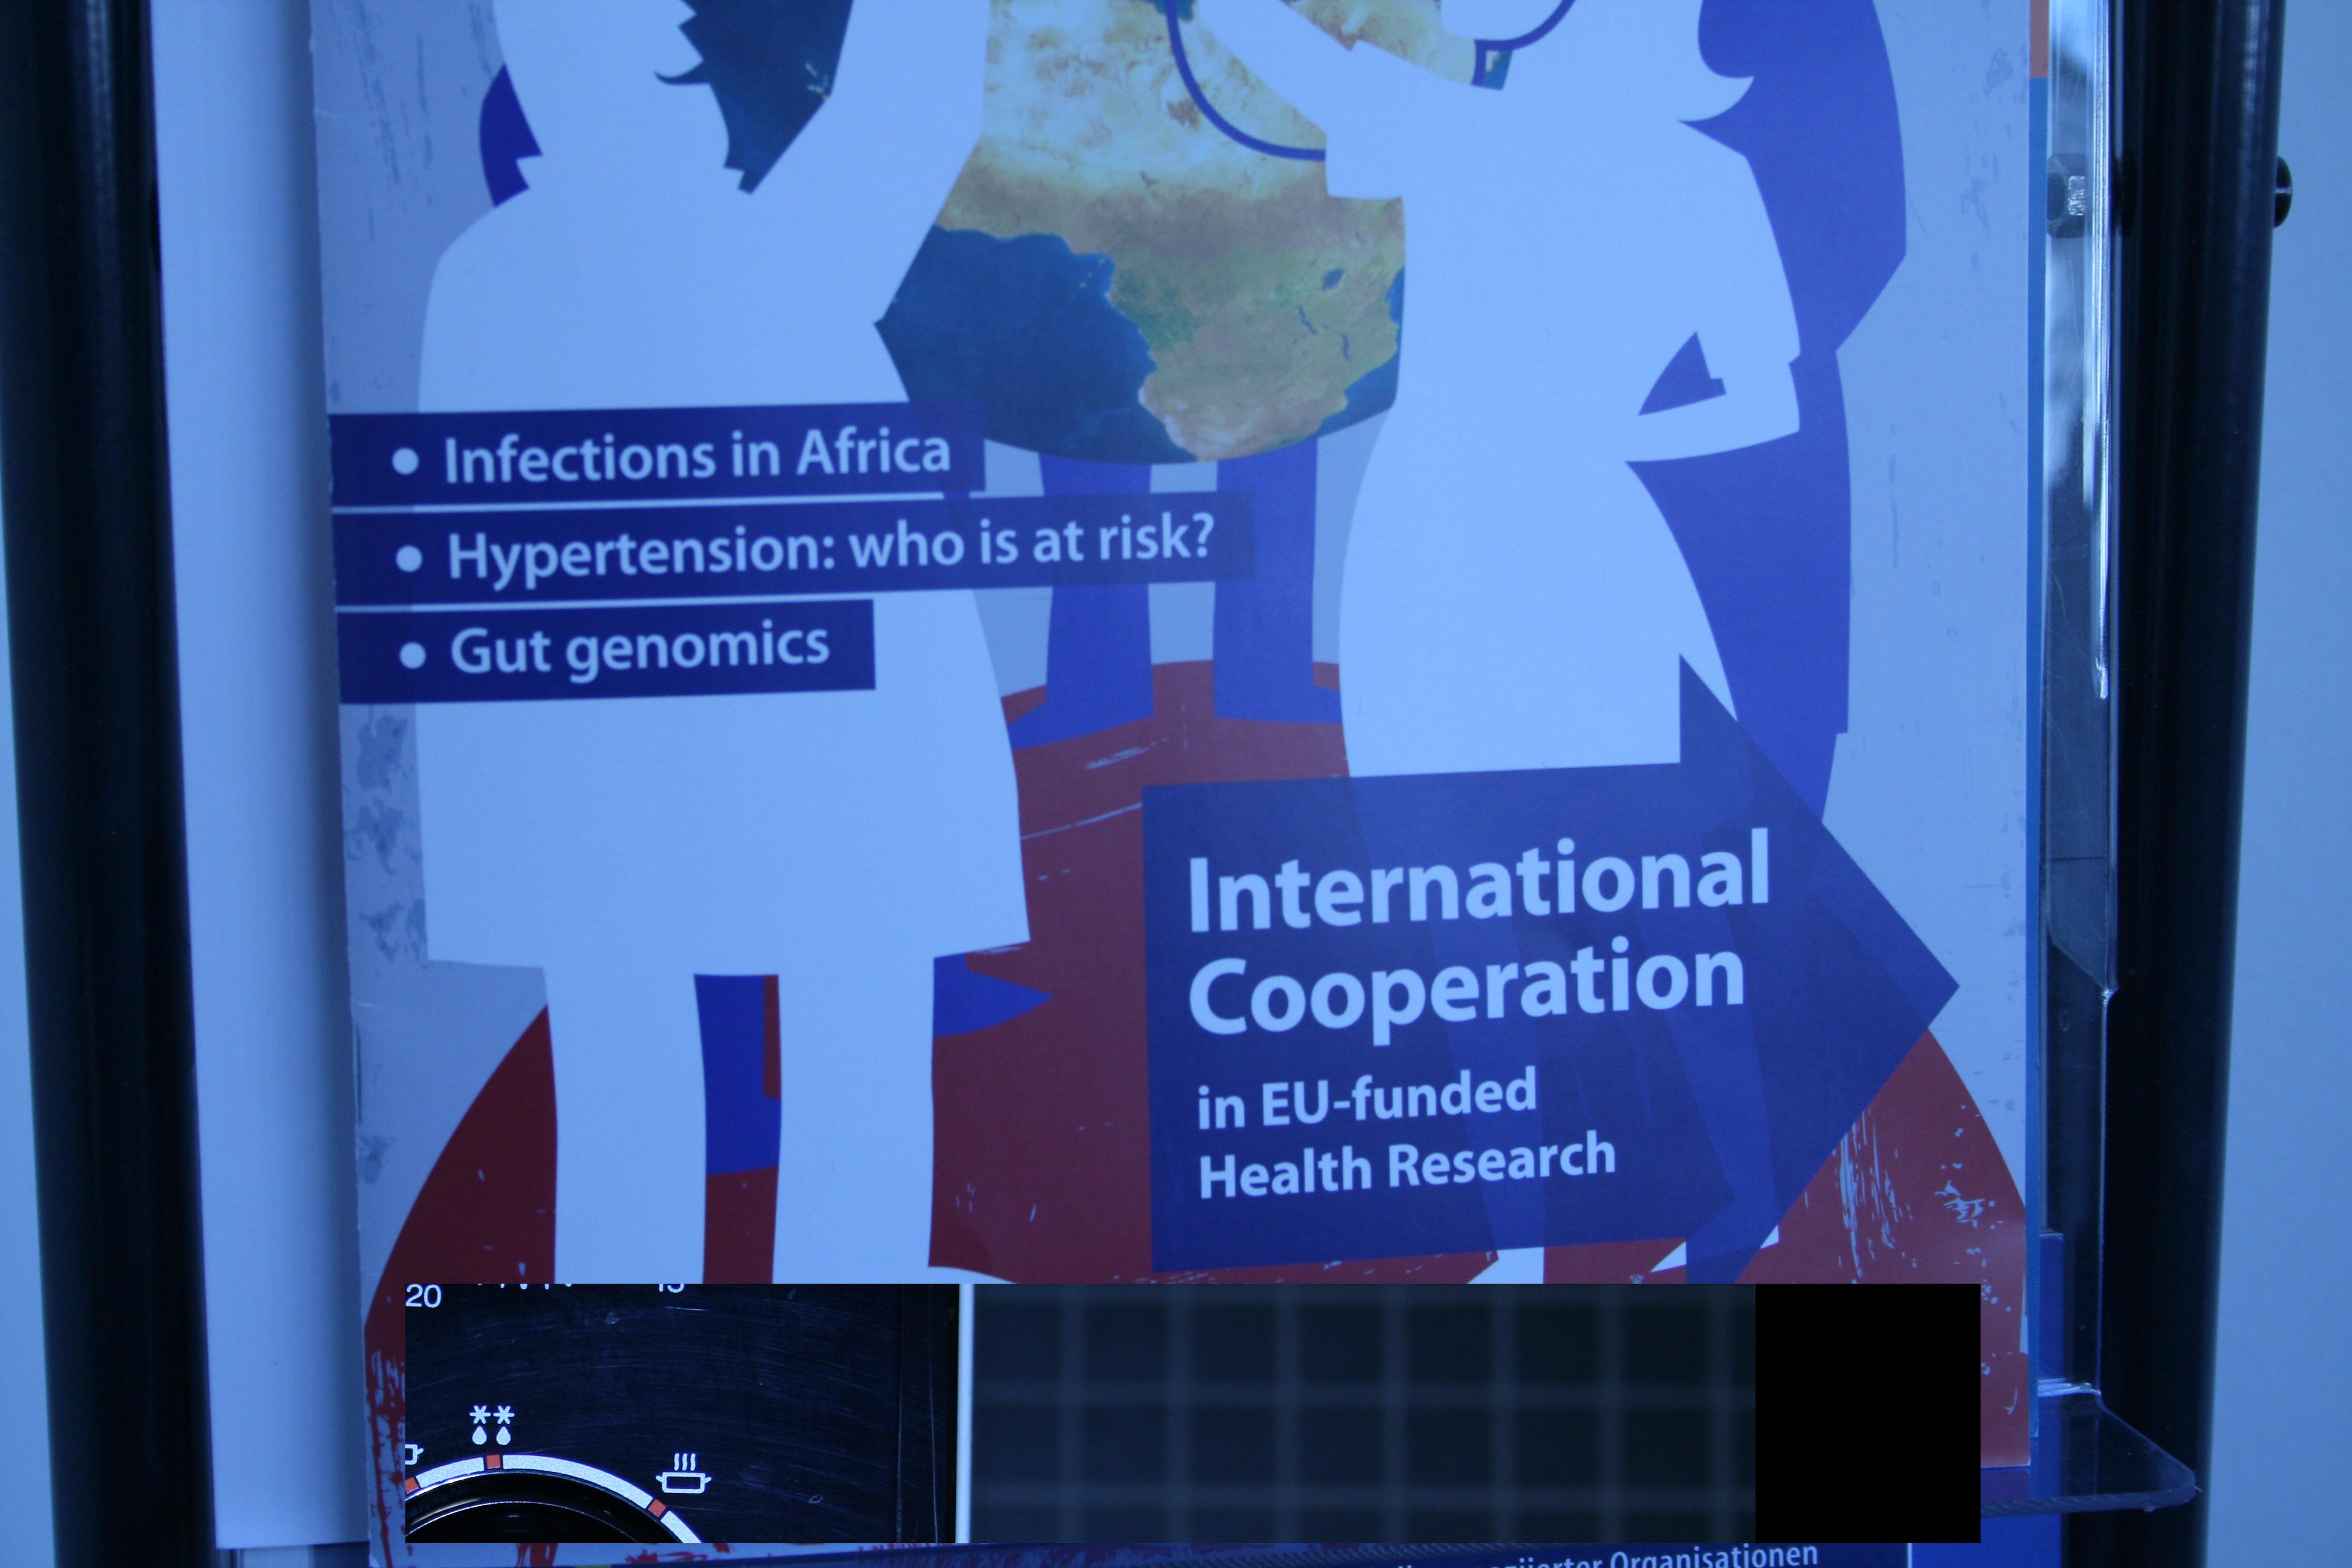 • Infections in Africa
• Hypertension: who is at risk?
• Gut genomics
International
Cooperation
in EU-funded
Health Research
20
Organisationen